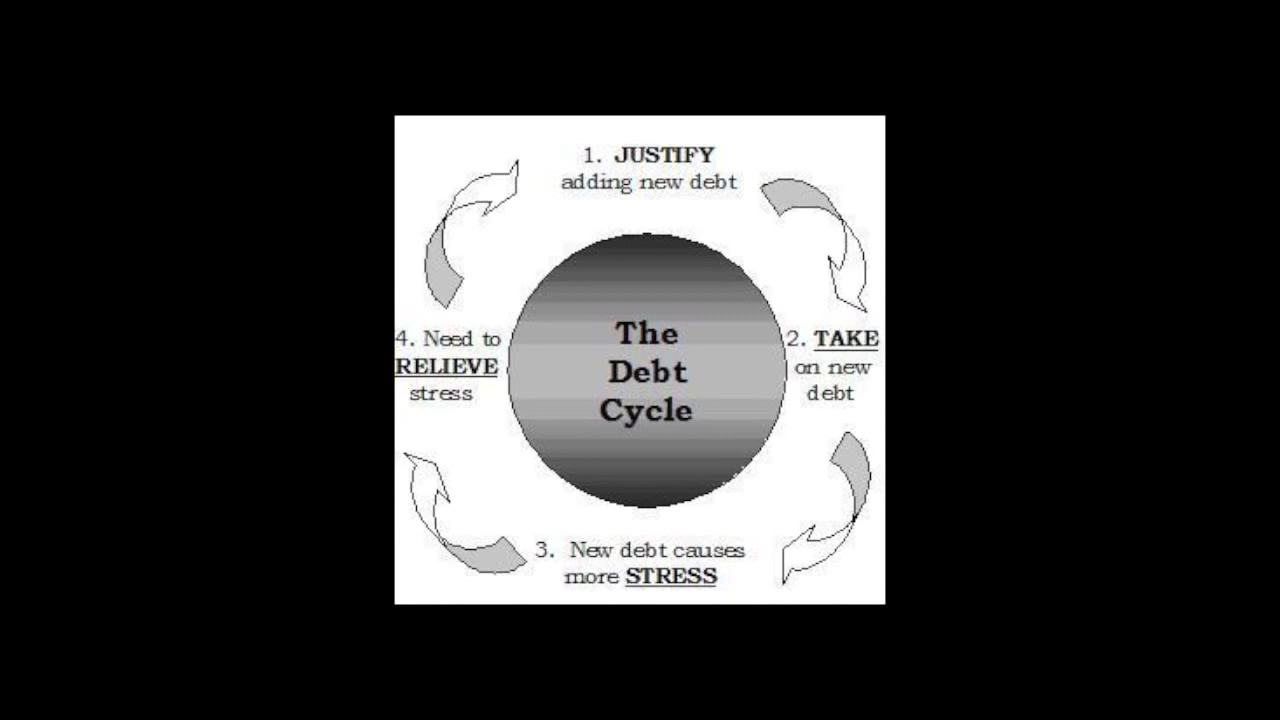 1. JUSTIFY
adding new debt
The
Debt
Cycle
2. TAKE
on new
debt
3. New debt causes
more STRESS
4. Need to
RELIEVE
stress